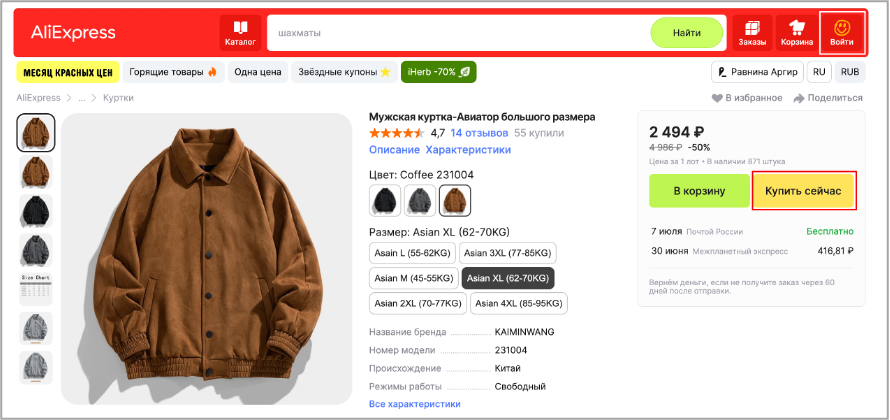 AliExpress
Каталог
шахматы
Найти
Заказы
Корзина
Войти
МЕСЯЦ КРАСНЫХ ЦЕН
Горящие товары
Одна цена
Звёздные купоны
iHerb -70%
Равнина Аргир
RU
RUB
AliExpress > ... > Куртки
В избранное
Поделиться
Мужская куртка-Авиатор большого размера
4,7 14 отзывов 55 купили
Описание Характеристики
Цвет: Coffee 231004
Размер: Asian XL (62-70KG)
Asain L (55-62KG) Asian 3XL (77-85KG)
Asian M (45-55KG) Asian XL (62-70KG)
Asian 2XL (70-77KG) Asian 4XL (85-95KG)
Название бренда KAIMINWANG
Номер модели 231004
Происхождение Китай
Режимы работы Свободный
Все характеристики
Size Chart
2 494 ₽
4 986 ₽ -50%
Цена за 1 лот • В наличии 871 штука
В корзину
Купить сейчас
7 июля Почтой России Бесплатно
30 июня Межпланетный экспресс 416,81 ₽
Вернём деньги, если не получите заказ через 60
дней после отправки.